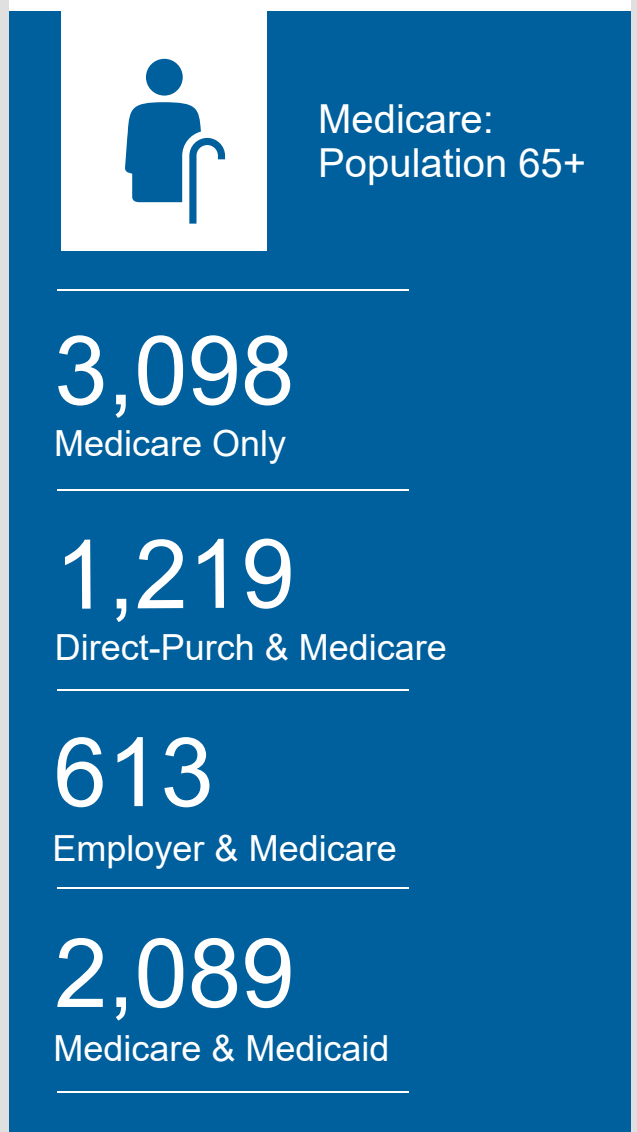 Medicare:
Population 65+
3,098
Medicare Only
1,219
Direct-Purch & Medicare
613
Employer & Medicare
2,089
Medicare & Medicaid